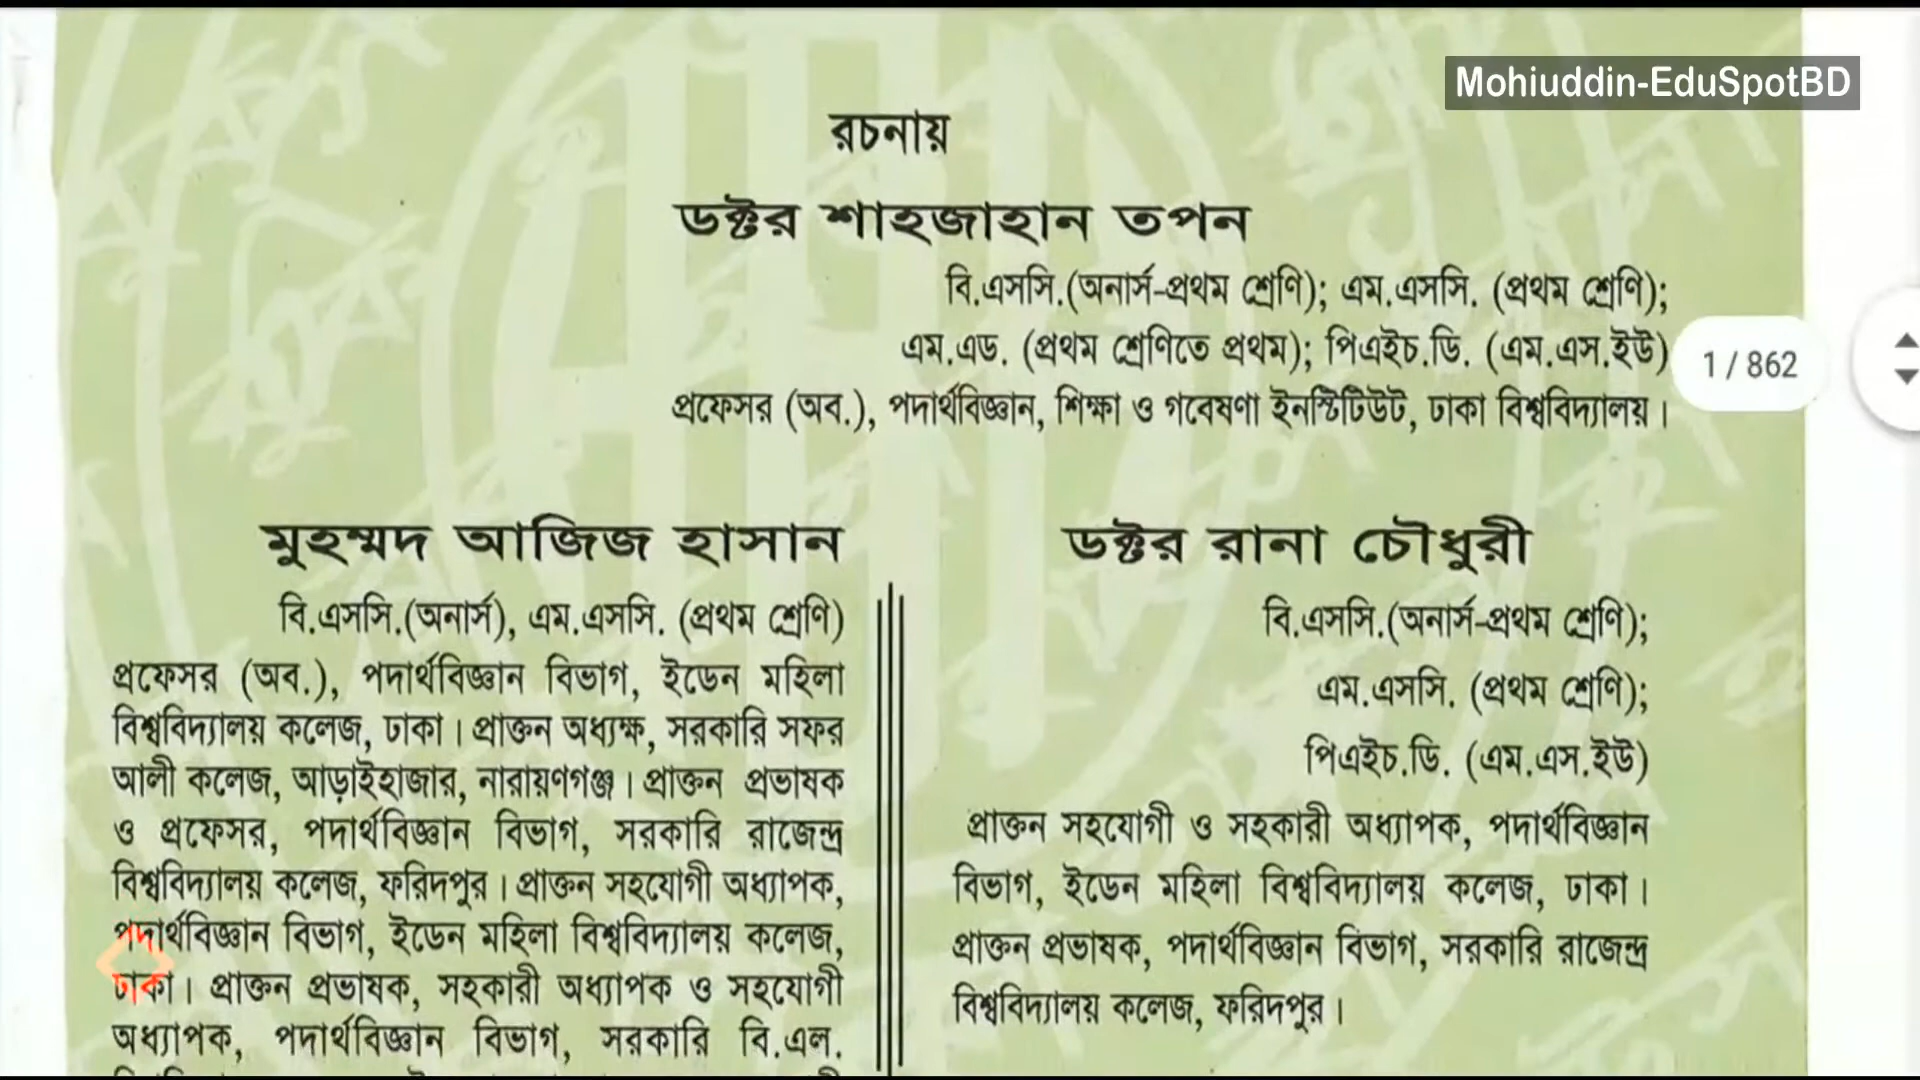 Mohiuddin-EduSpotBD
রচনায়
ডক্টর শাহজাহান তপন
বি.এসসি.(অনার্স-প্রথম শ্রেণি); এম.এসসি. (প্রথম শ্রেণি);
এম.এড. (প্রথম শ্রেণিতে প্রথম); পিএইচ.ডি. (এম.এস.ইউ)
1 / 862
প্রফেসর (অব.), পদার্থবিজ্ঞান, শিক্ষা ও গবেষণা ইনস্টিটিউট, ঢাকা বিশ্ববিদ্যালয়।
মুহম্মদ আজিজ হাসান
বি.এসসি.(অনার্স), এম.এসসি. (প্রথম শ্রেণি)
প্রফেসর (অব.), পদার্থবিজ্ঞান বিভাগ, ইডেন মহিলা
বিশ্ববিদ্যালয় কলেজ, ঢাকা। প্রাক্তন অধ্যক্ষ, সরকারি সফর
আলী কলেজ, আড়াইহাজার, নারায়ণগঞ্জ। প্রাক্তন প্রভাষক
ও প্রফেসর, পদার্থবিজ্ঞান বিভাগ, সরকারি রাজেন্দ্র
বিশ্ববিদ্যালয় কলেজ, ফরিদপুর। প্রাক্তন সহযোগী অধ্যাপক,
পদার্থবিজ্ঞান বিভাগ, ইডেন মহিলা বিশ্ববিদ্যালয় কলেজ,
ঢাকা। প্রাক্তন প্রভাষক, সহকারী অধ্যাপক ও সহযোগী
অধ্যাপক, পদার্থবিজ্ঞান বিভাগ, সরকারি বি.এল.
ডক্টর রানা চৌধুরী
বি.এসসি.(অনার্স-প্রথম শ্রেণি);
এম.এসসি. (প্রথম শ্রেণি);
পিএইচ.ডি. (এম.এস.ইউ)
প্রাক্তন সহযোগী ও সহকারী অধ্যাপক, পদার্থবিজ্ঞান
বিভাগ, ইডেন মহিলা বিশ্ববিদ্যালয় কলেজ, ঢাকা।
প্রাক্তন প্রভাষক, পদার্থবিজ্ঞান বিভাগ, সরকারি রাজেন্দ্র
বিশ্ববিদ্যালয় কলেজ, ফরিদপুর।